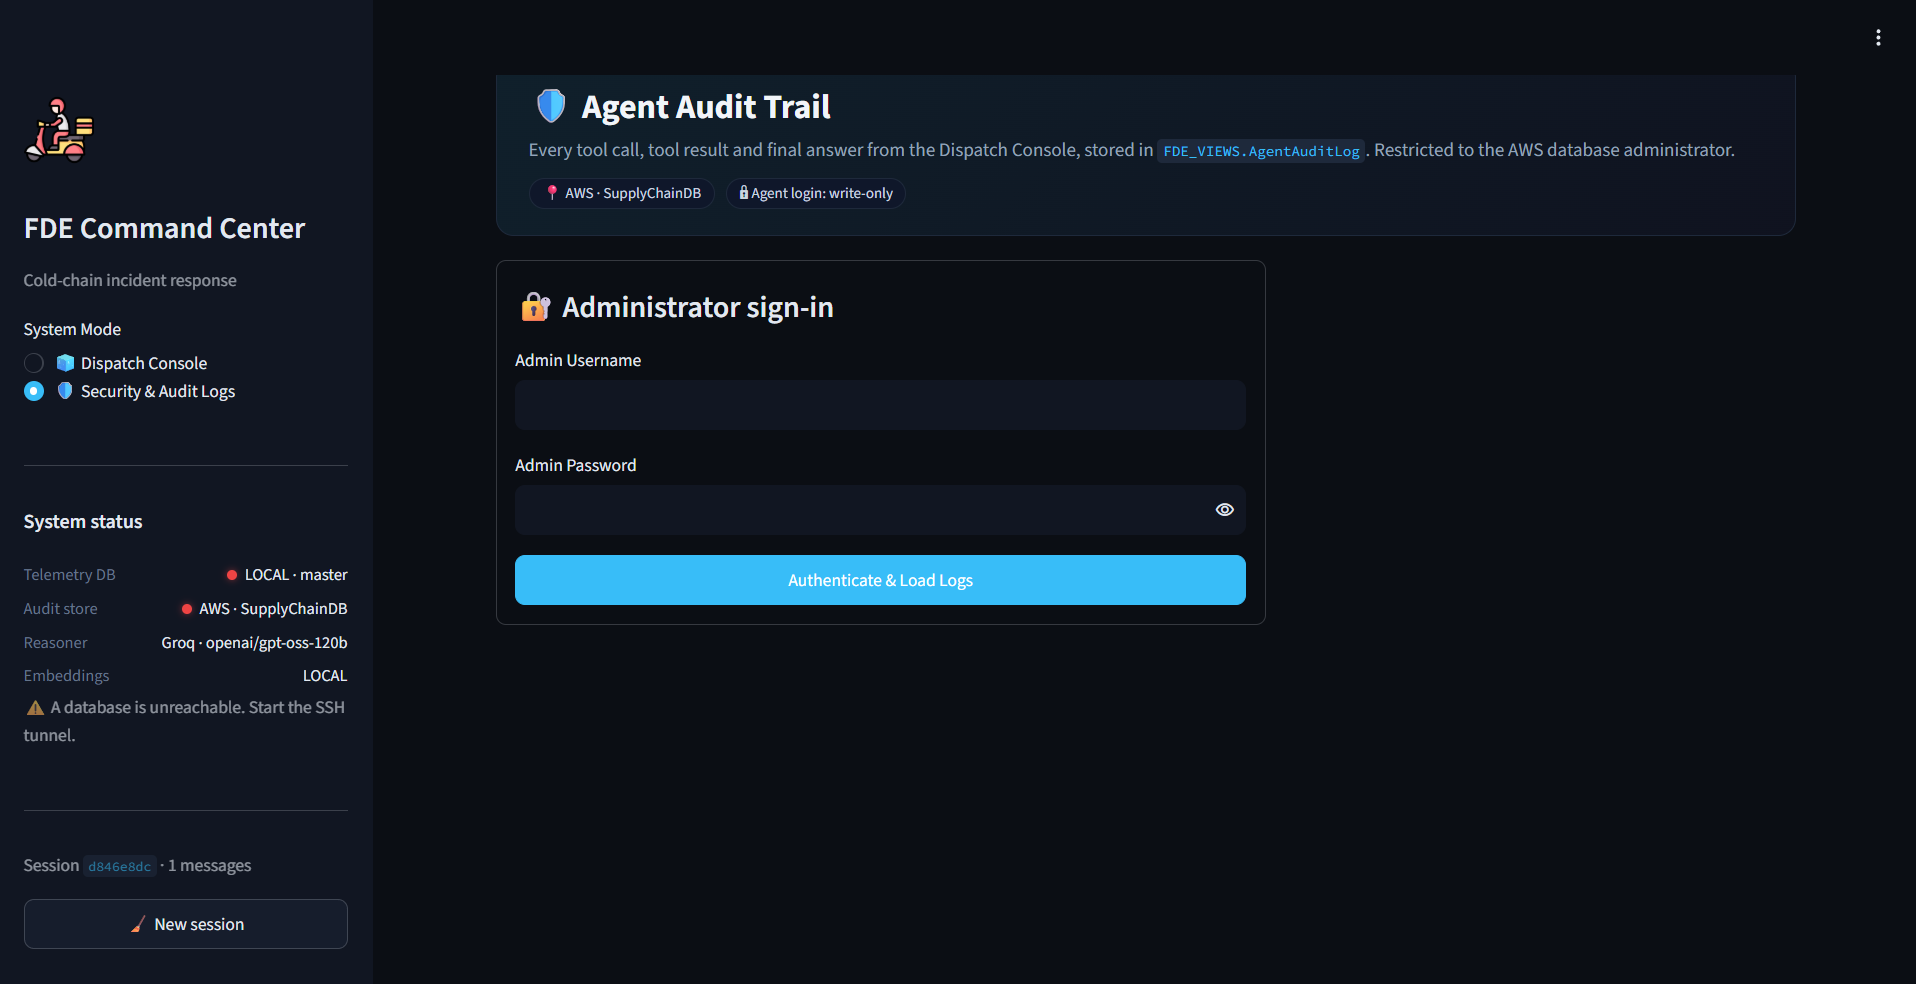 FDE Command Center
Cold-chain incident response
System Mode
Dispatch Console
Security & Audit Logs
System status
Telemetry DB LOCAL · master
Audit store AWS · SupplyChainDB
Reasoner Groq · openai/gpt-oss-120b
Embeddings LOCAL
A database is unreachable. Start the SSH
tunnel.
Session d846e8dc · 1 messages
New session
Agent Audit Trail
Every tool call, tool result and final answer from the Dispatch Console, stored in FDE_VIEWS.AgentAuditLog. Restricted to the AWS database administrator.
AWS · SupplyChainDB Agent login: write-only
Administrator sign-in
Admin Username
Admin Password
Authenticate & Load Logs